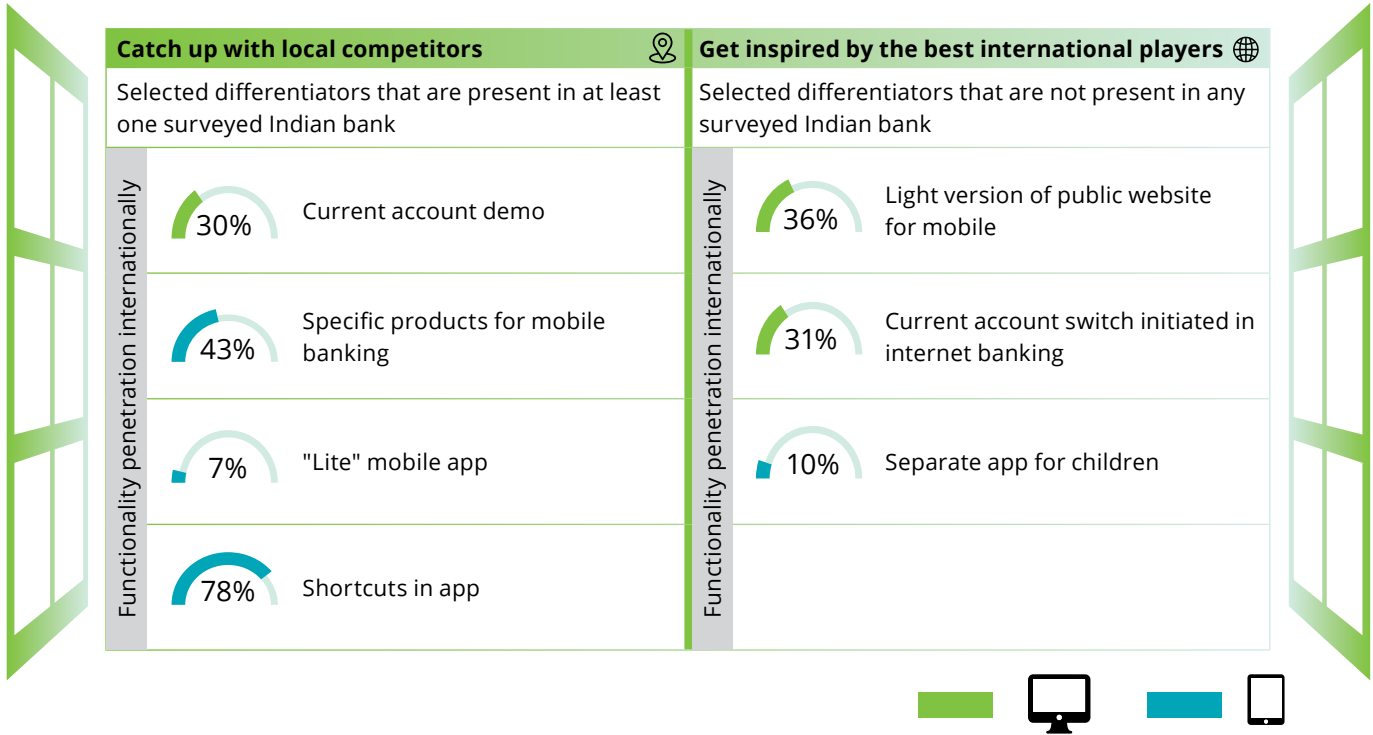 Catch up with local competitors
Selected differentiators that are present in at least
one surveyed Indian bank
Functionality penetration internationally
30%
Current account demo
43%
Specific products for mobile
banking
7%
"Lite" mobile app
78%
Shortcuts in app
Get inspired by the best international players
Selected differentiators that are not present in any
surveyed Indian bank
Functionality penetration internationally
36%
Light version of public website
for mobile
31%
Current account switch initiated in
internet banking
10%
Separate app for children